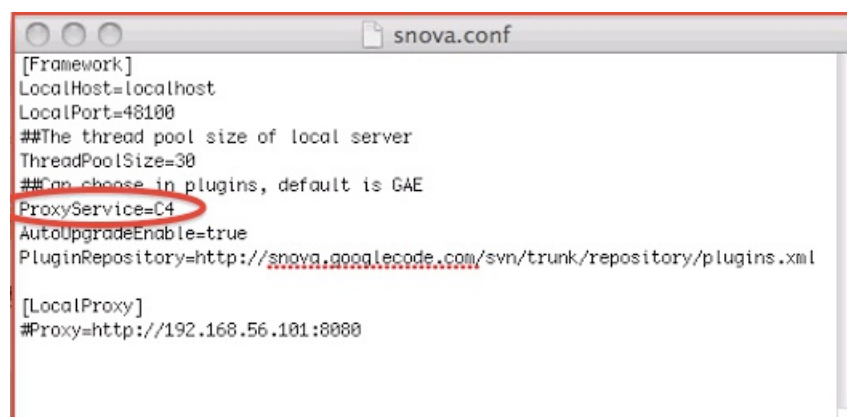 snova.conf
[Framework]
LocalHost=localhost
LocalPort=48100
##The thread pool size of local server
ThreadPoolSize=30
##Can choose in plugins, default is GAE
ProxyService=C4
AutoUpgradeEnable=true
PluginRepository=http://snova.googlecode.com/svn/trunk/repository/plugins.xml
[LocalProxy]
#Proxy=http://192.168.56.101:8080